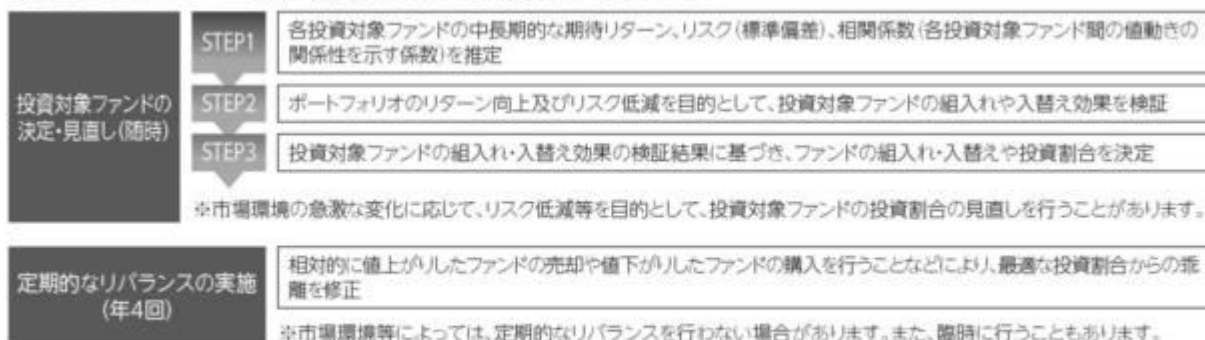 STEP1
各投資対象ファンドの中長期的な期待リターン、リスク(標準偏差)、相関係数(各投資対象ファンド間の値動きの
関係性を示す係数)を推定
投資対象ファンドの
決定・見直し(随時)
STEP2
ポートフォリオのリターン向上及びリスク低減を目的として、投資対象ファンドの組入れや入替え効果を検証
STEP3
投資対象ファンドの組入れ・入替え効果の検証結果に基づき、ファンドの組入れ・入替えや投資割合を決定
※市場環境の急激な変化に応じて、リスク低減等を目的として、投資対象ファンドの投資割合の見直しを行うことがあります。
定期的なリバランスの実施
(年4回)
相対的に値上がりしたファンドの売却や値下がりしたファンドの購入を行うことなどにより、最適な投資割合からの乖
離を修正
※市場環境等によっては、定期的なリバランスを行わない場合があります。また、臨時に行うこともあります。